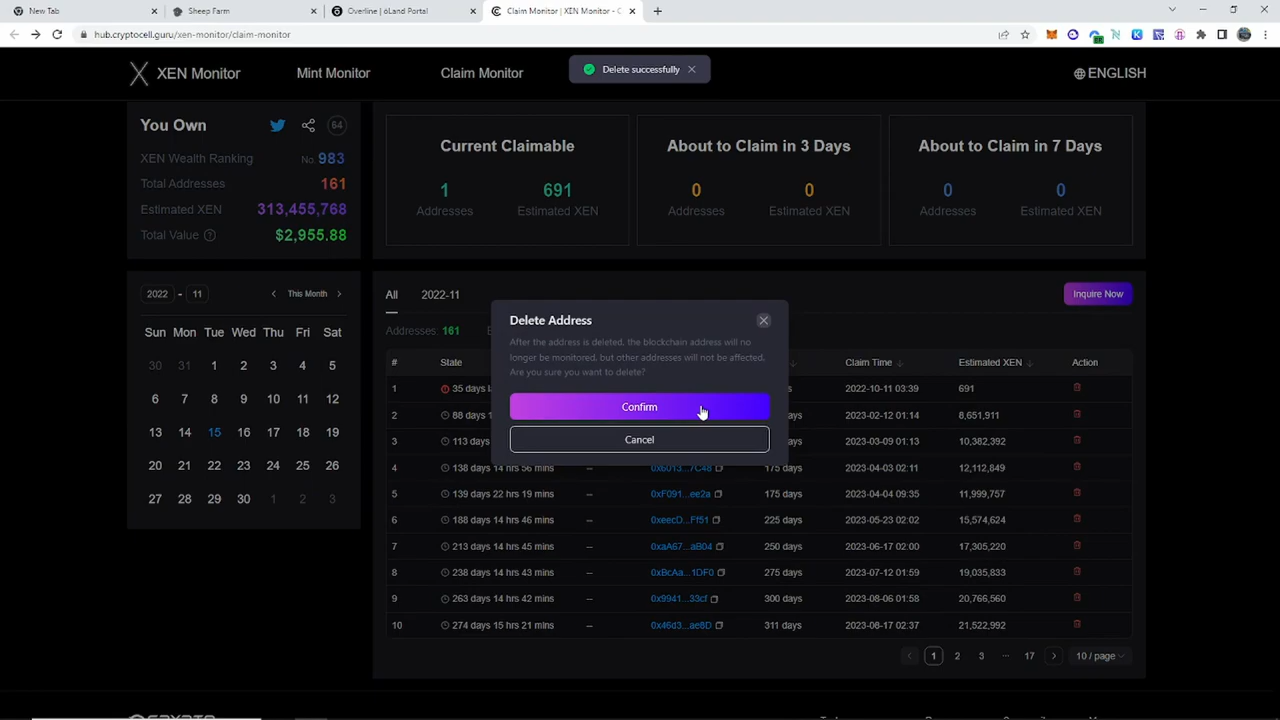 New Tab
Sheep Farm
Overline | óLand Portal
Claim Monitor | XEN Monitor - C
hub.cryptocell.guru/xen-monitor/claim-monitor
XEN Monitor
Mint Monitor
Claim Monitor
Delete successfully
ENGLISH
You Own
64
XEN Wealth Ranking No. 983
Total Addresses 161
Estimated XEN 313,455,768
Total Value $2,955.88
Current Claimable
1 691
Addresses Estimated XEN
About to Claim in 3 Days
0 0
Addresses Estimated XEN
About to Claim in 7 Days
0 0
Addresses Estimated XEN
2022 - 11 This Month
Sun Mon Tue Wed Thu Fri Sat
30 31 1 2 3 4 5
6 7 8 9 10 11 12
13 14 15 16 17 18 19
20 21 22 23 24 25 26
27 28 29 30 1 2 3
All 2022-11
Inquire Now
Addresses: 161
Delete Address
After the address is deleted, the blockchain address will no
longer be monitored, but other addresses will not be affected.
Are you sure you want to delete?
Confirm
Cancel
# State Claim Time Estimated XEN Action
1 35 days 2022-10-11 03:39 691
2 88 days 2023-02-12 01:14 8,651,911
3 113 days 2023-03-09 01:13 10,382,392
4 138 days 14 hrs 56 mins -- 0x6013...7C48 175 days 2023-04-03 02:11 12,112,849
5 139 days 22 hrs 19 mins -- 0xF091...ee2a 175 days 2023-04-04 09:35 11,999,757
6 188 days 14 hrs 46 mins -- 0xeecD...Ff51 225 days 2023-05-23 02:02 15,574,624
7 213 days 14 hrs 45 mins -- 0xaA67...aB04 250 days 2023-06-17 02:00 17,305,220
8 238 days 14 hrs 43 mins -- 0xBcAa...1DF0 275 days 2023-07-12 01:59 19,035,833
9 263 days 14 hrs 42 mins -- 0x9941...33cf 300 days 2023-08-06 01:58 20,766,560
10 274 days 15 hrs 21 mins -- 0x46d3...ae8D 311 days 2023-08-17 02:37 21,522,992
1 2 3 ... 17 10 / page